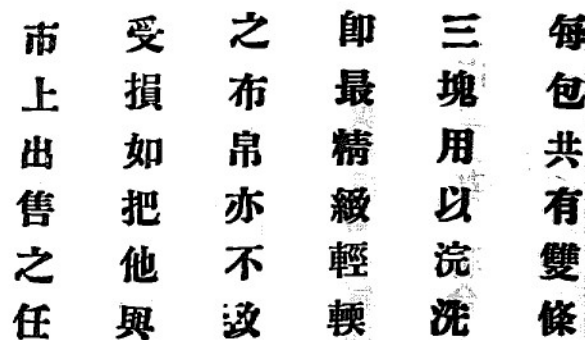 每包共有雙條
三塊用以浣洗
即最精緻輕輭
之布帛亦不致
受損如把他與
市上出售之任